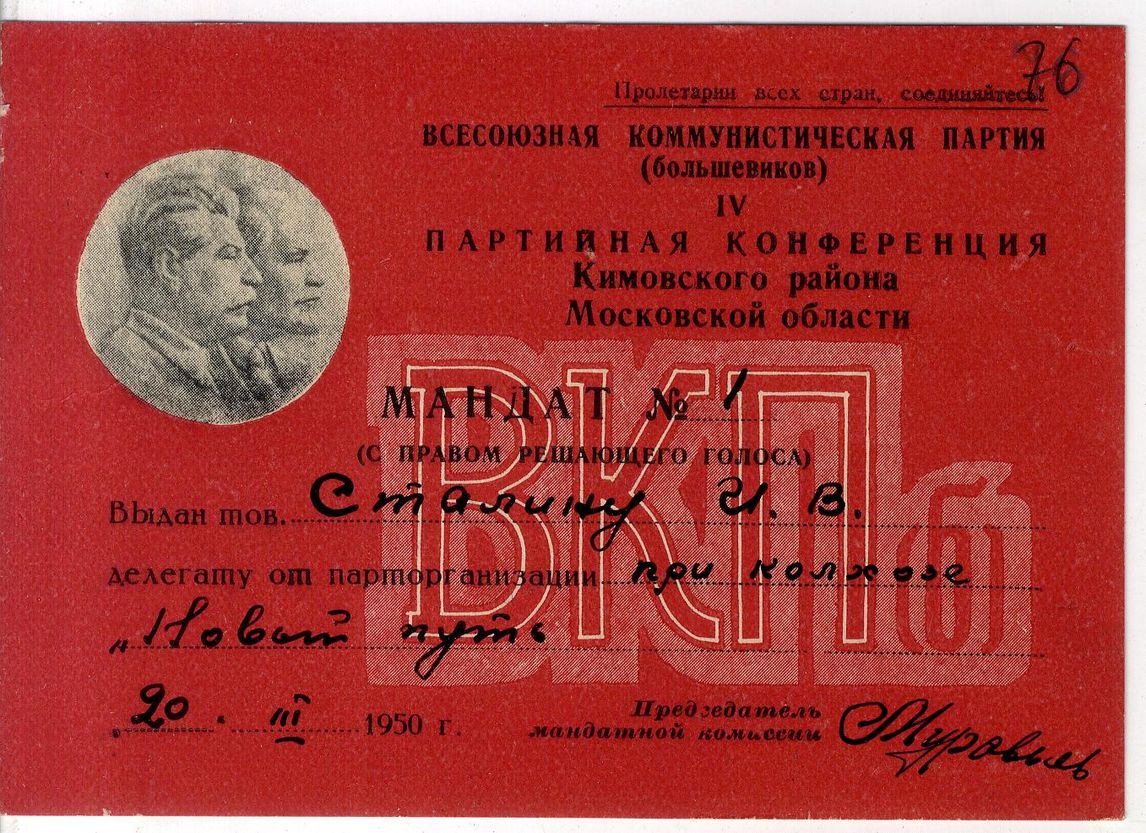 76
Пролетарии всех стран, соединяйтесь!
ВСЕСОЮЗНАЯ КОММУНИСТИЧЕСКАЯ ПАРТИЯ
(большевиков)
IV
ПАРТИЙНАЯ КОНФЕРЕНЦИЯ
Кимовского района
Московской области
ВКП(б)
МАНДАТ № 1
(С ПРАВОМ РЕШАЮЩЕГО ГОЛОСА)
Выдан тов. Сталину И. В.
делегату от парторганизации при колхозе
„Новый путь
„20. III 1950 г.
Председатель
мандатной комиссии Муровьев